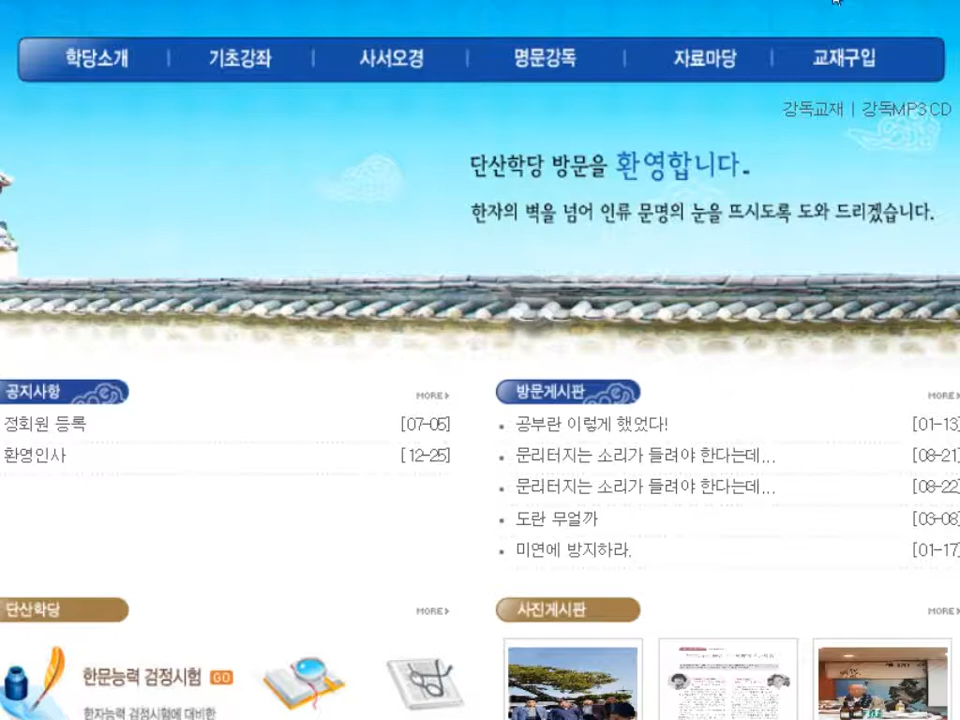 학당소개 | 기초강좌 | 사서오경 | 명문강독 | 자료마당 | 교재구입
강독교재 | 강독MP3CD
단산학당 방문을 환영합니다.
한자의 벽을 넘어 인류 문명의 눈을 뜨시도록 도와 드리겠습니다.
공지사항 MORE
정회원 등록 [07-05]
환영인사 [12-25]
방문게시판 MORE
공부란 이렇게 했었다! [01-13]
문리터지는 소리가 들려야 한다는데... [08-21]
문리터지는 소리가 들려야 한다는데... [08-22]
도란 무얼까 [03-08]
미연에 방지하라. [01-17]
단산학당 MORE
한문능력 검정시험 GO
한자능력 검정시험에 대비한
사진게시판 MORE